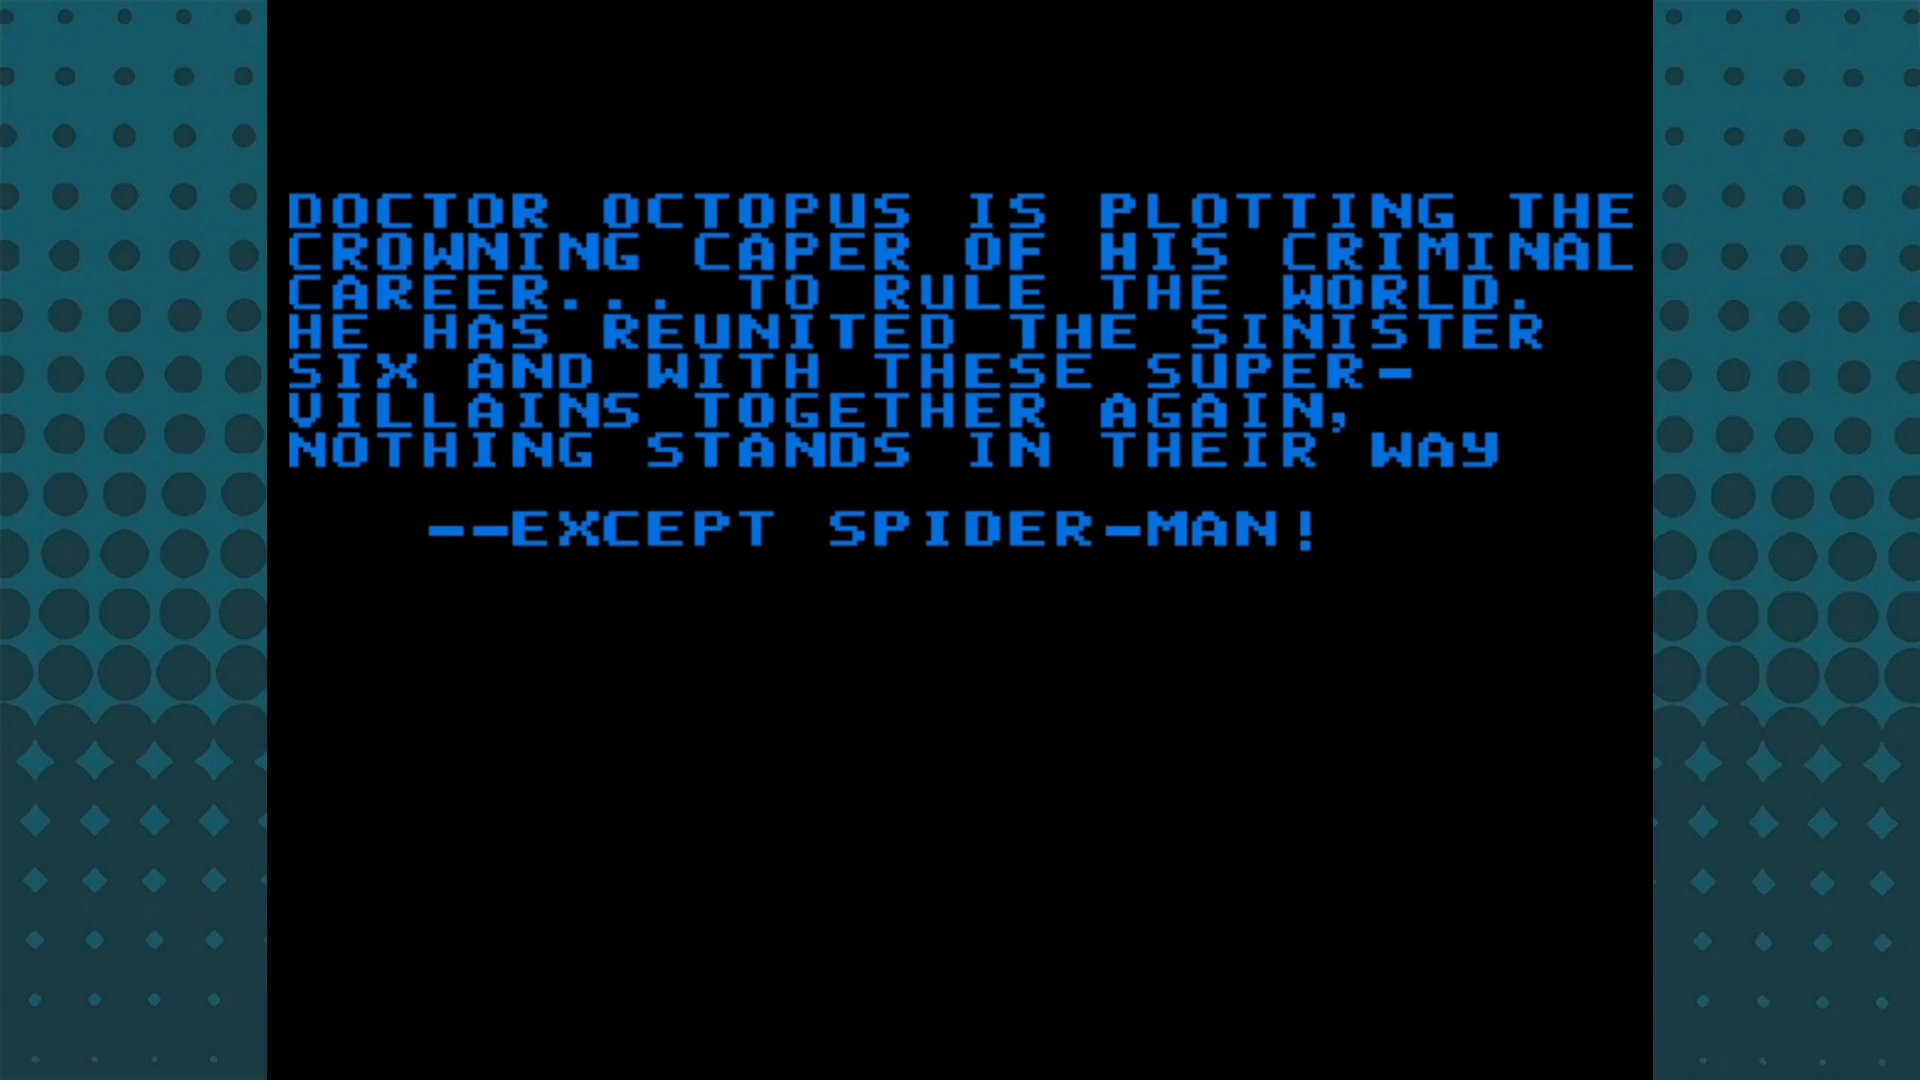 DOCTOR OCTOPUS IS PLOTTING THE
CROWNING CAPER OF HIS CRIMINAL
CAREER... TO RULE THE WORLD.
HE HAS REUNITED THE SINISTER
SIX AND WITH THESE SUPER-
VILLAINS TOGETHER AGAIN,
NOTHING STANDS IN THEIR WAY
--EXCEPT SPIDER-MAN!